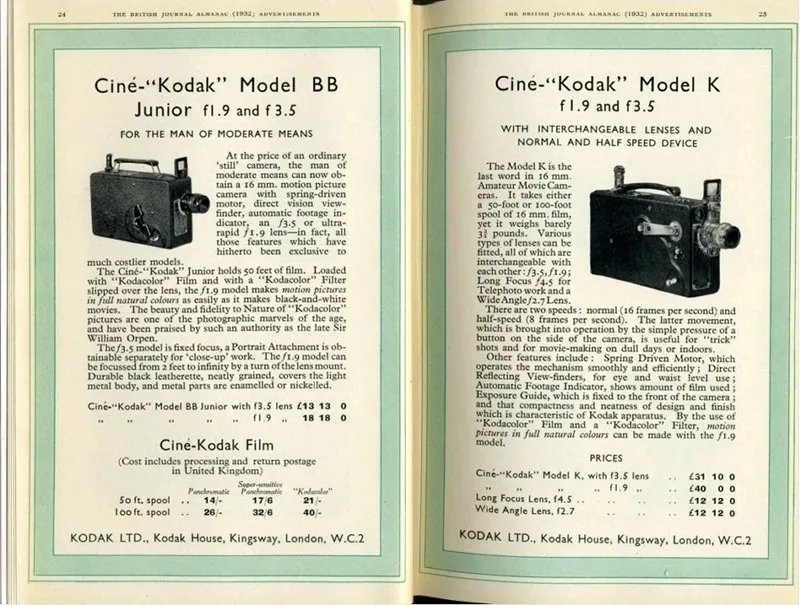 24 THE BRITISH JOURNAL ALMANAC (1932) ADVERTISEMENTS
Ciné-"Kodak" Model BB
Junior f1.9 and f3.5
FOR THE MAN OF MODERATE MEANS
At the price of an ordinary
'still' camera, the man of
moderate means can now ob-
tain a 16 mm. motion picture
camera with spring-driven
motor, direct vision view-
finder, automatic footage in-
dicator, an f3.5 or ultra-
rapid f1.9 lens—in fact, all
those features which have
hitherto been exclusive to
much costlier models.
The Ciné-"Kodak" Junior holds 50 feet of film. Loaded
with "Kodacolor" Film and with a "Kodacolor" Filter
slipped over the lens, the f1.9 model makes motion pictures
in full natural colours as easily as it makes black-and-white
movies. The beauty and fidelity to Nature of "Kodacolor"
pictures are one of the photographic marvels of the age,
and have been praised by such an authority as the late Sir
William Orpen.
The f3.5 model is fixed focus, a Portrait Attachment is ob-
tainable separately for 'close-up' work. The f1.9 model can
be focussed from 2 feet to infinity by a turn of the lens mount.
Durable black leatherette, neatly grained, covers the light
metal body, and metal parts are enamelled or nickelled.
Ciné-"Kodak" Model BB Junior with f3.5 lens £13 13 0
„ „ „ „ „ f1.9 „ 18 18 0
Ciné-Kodak Film
(Cost includes processing and return postage
in United Kingdom)
Super-sensitive
Panchromatic Panchromatic "Kodacolor"
50 ft. spool .. 14/- 17/6 21/-
100 ft. spool .. 26/- 32/6 40/-
KODAK LTD., Kodak House, Kingsway, London, W.C.2
THE BRITISH JOURNAL ALMANAC (1932) ADVERTISEMENTS 25
Ciné-"Kodak" Model K
f1.9 and f3.5
WITH INTERCHANGEABLE LENSES AND
NORMAL AND HALF SPEED DEVICE
The Model K is the
last word in 16 mm.
Amateur Movie Cam-
eras. It takes either
a 50-foot or 100-foot
spool of 16 mm. film,
yet it weighs barely
3¾ pounds. Various
types of lenses can be
fitted, all of which are
interchangeable with
each other: f3.5, f1.9;
Long Focus f4.5 for
Telephoto work and a
Wide Angle f2.7 Lens.
There are two speeds: normal (16 frames per second) and
half-speed (8 frames per second). The latter movement,
which is brought into operation by the simple pressure of a
button on the side of the camera, is useful for "trick"
shots and for movie-making on dull days or indoors.
Other features include: Spring Driven Motor, which
operates the mechanism smoothly and efficiently; Direct
Reflecting View-finders, for eye and waist level use;
Automatic Footage Indicator, shows amount of film used;
Exposure Guide, which is fixed to the front of the camera;
and that compactness and neatness of design and finish
which is characteristic of Kodak apparatus. By the use of
"Kodacolor" Film and a "Kodacolor" Filter, motion
pictures in full natural colours can be made with the f1.9
model.
PRICES
Ciné-"Kodak" Model K, with f3.5 lens .. £31 10 0
„ „ „ f1.9 „ .. £40 0 0
Long Focus Lens, f4.5 .. .. .. £12 12 0
Wide Angle Lens, f2.7 .. .. £12 12 0
KODAK LTD., Kodak House, Kingsway, London, W.C.2